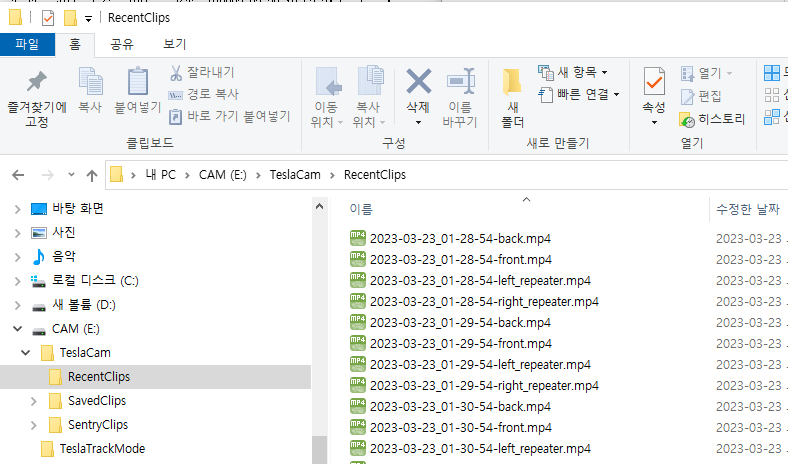 RecentClips
파일 홈 공유 보기
즐겨찾기에 고정
복사
붙여넣기
잘라내기
경로 복사
바로 가기 붙여넣기
클립보드
이동 위치
복사 위치
삭제
이름 바꾸기
구성
새 폴더
새 항목
빠른 연결
새로 만들기
속성
열기
편집
히스토리
열기
내 PC > CAM (E:) > TeslaCam > RecentClips
바탕 화면
사진
음악
로컬 디스크 (C:)
새 볼륨 (D:)
CAM (E:)
TeslaCam
RecentClips
SavedClips
SentryClips
TeslaTrackMode
이름 수정한 날짜
MP4 2023-03-23_01-28-54-back.mp4 2023-03-23
MP4 2023-03-23_01-28-54-front.mp4 2023-03-23
MP4 2023-03-23_01-28-54-left_repeater.mp4 2023-03-23
MP4 2023-03-23_01-28-54-right_repeater.mp4 2023-03-23
MP4 2023-03-23_01-29-54-back.mp4 2023-03-23
MP4 2023-03-23_01-29-54-front.mp4 2023-03-23
MP4 2023-03-23_01-29-54-left_repeater.mp4 2023-03-23
MP4 2023-03-23_01-29-54-right_repeater.mp4 2023-03-23
MP4 2023-03-23_01-30-54-back.mp4 2023-03-23
MP4 2023-03-23_01-30-54-front.mp4 2023-03-23
MP4 2023-03-23_01-30-54-left_repeater.mp4 2023-03-23